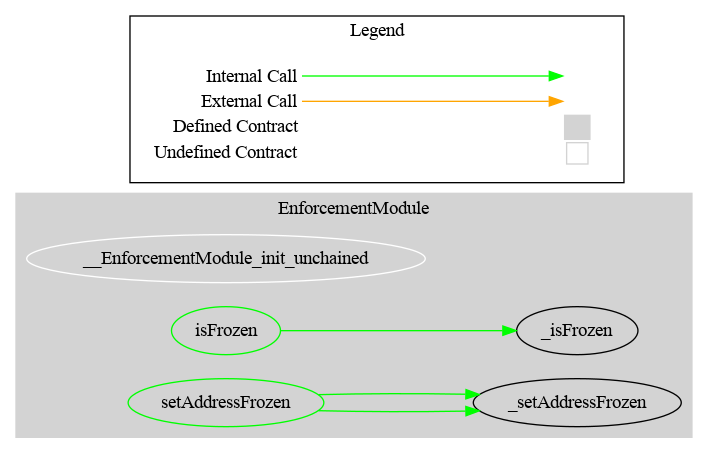 Legend
Internal Call
External Call
Defined Contract
Undefined Contract
EnforcementModule
__EnforcementModule_init_unchained
isFrozen
_isFrozen
setAddressFrozen
_setAddressFrozen